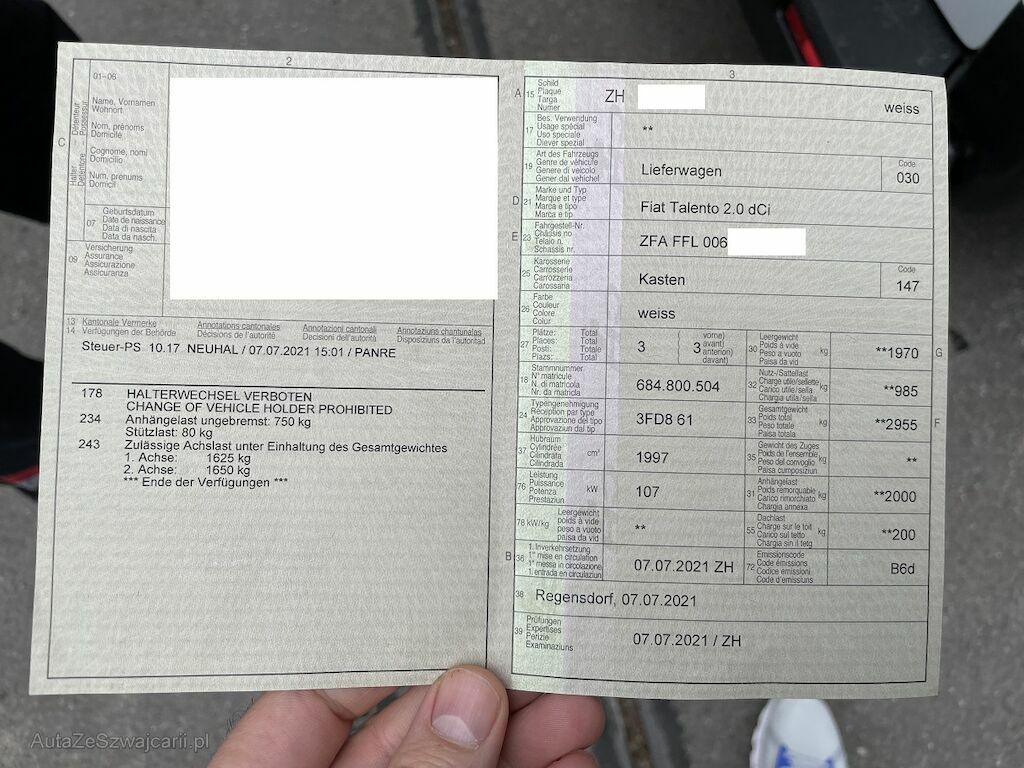 2
01–06
Name, Vornamen
Wohnort
Nom, prénoms
Domicile
Cognome, nomi
Domicilio
Num, prenums
Domicil
C
Halter
Détenteur
Detentore
Possessur
07
Geburtsdatum
Date de naissance
Data di nascita
Data da nasch.
09
Versicherung
Assurance
Assicurazione
Assicuranza
13
14
Kantonale Vermerke
Verfügungen der Behörde
Annotations cantonales
Décisions de l'autorité
Annotazioni cantonali
Decisioni dell'autorità
Annotaziuns chantunalas
Disposiziuns da l'autoritad
Steuer-PS 10.17 NEUHAL / 07.07.2021 15:01 / PANRE
178 HALTERWECHSEL VERBOTEN
CHANGE OF VEHICLE HOLDER PROHIBITED
234 Anhängelast ungebremst: 750 kg
Stützlast: 80 kg
243 Zulässige Achslast unter Einhaltung des Gesamtgewichtes
1. Achse: 1625 kg
2. Achse: 1650 kg
*** Ende der Verfügungen ***
3
A 15
Schild
Plaque
Targa
Numer
ZH weiss
17
Bes. Verwendung
Usage spécial
Uso speciale
Diever spezial
**
19
Art des Fahrzeugs
Genre de véhicule
Genere di veicolo
Gener dal vehichel
Lieferwagen
Code
030
D 21
Marke und Typ
Marque et type
Marca e tipo
Marca e tip
Fiat Talento 2.0 dCi
E 23
Fahrgestell-Nr.
Châssis no
Telaio n.
Schassis nr.
ZFA FFL 006
25
Karosserie
Carrosserie
Carrozzeria
Carossaria
Kasten
Code
147
26
Farbe
Couleur
Colore
Colur
weiss
27
Plätze: Total
Places: Total
Posti: Totale
Plazs: Total
3
vorne)
avant)
anteriori)
davant)
3
30
Leergewicht
Poids à vide
Peso a vuoto
Paisa da vid
kg
**1970
G
18
Stammnummer
N° matricule
N. di matricola
Nr. da matricla
684.800.504
32
Nutz-/Sattellast
Charge utile/sellette
Carico utile/sella
Chargia utila/sella
kg
**985
24
Typengenehmigung
Réception par type
Approvazione del tipo
Approvaziun dal tip
3FD8 61
33
Gesamtgewicht
Poids total
Peso totale
Paisa totala
kg
**2955
F
37
Hubraum
Cylindrée
Cilindrata
Cilindrada
cm³
1997
35
Gewicht des Zuges
Poids de l'ensemble
Peso del convoglio
Paisa cumposiziun
kg
**
76
Leistung
Puissance
Potenza
Prestaziun
kW
107
31
Anhängelast
Poids remorquable
Carico rimorchiato
Chargia annexa
kg
**2000
78 kW/kg
Leergewicht
poids à vide
peso a vuoto
paisa da vid
**
55
Dachlast
Charge sur le toit
Carico sul tetto
Chargia sin il tetg
kg
**200
B 36
1. Inverkehrsetzung
1re mise en circulation
1a messa in circolazione
1. entrada en circulaziun
07.07.2021 ZH
72
Emissionscode
Code émissions
Codice emissioni
Code d'emissiuns
B6d
38
Regensdorf, 07.07.2021
39
Prüfungen
Expertises
Perizie
Examinaziuns
07.07.2021 / ZH
AutaZeSzwajcarii.pl